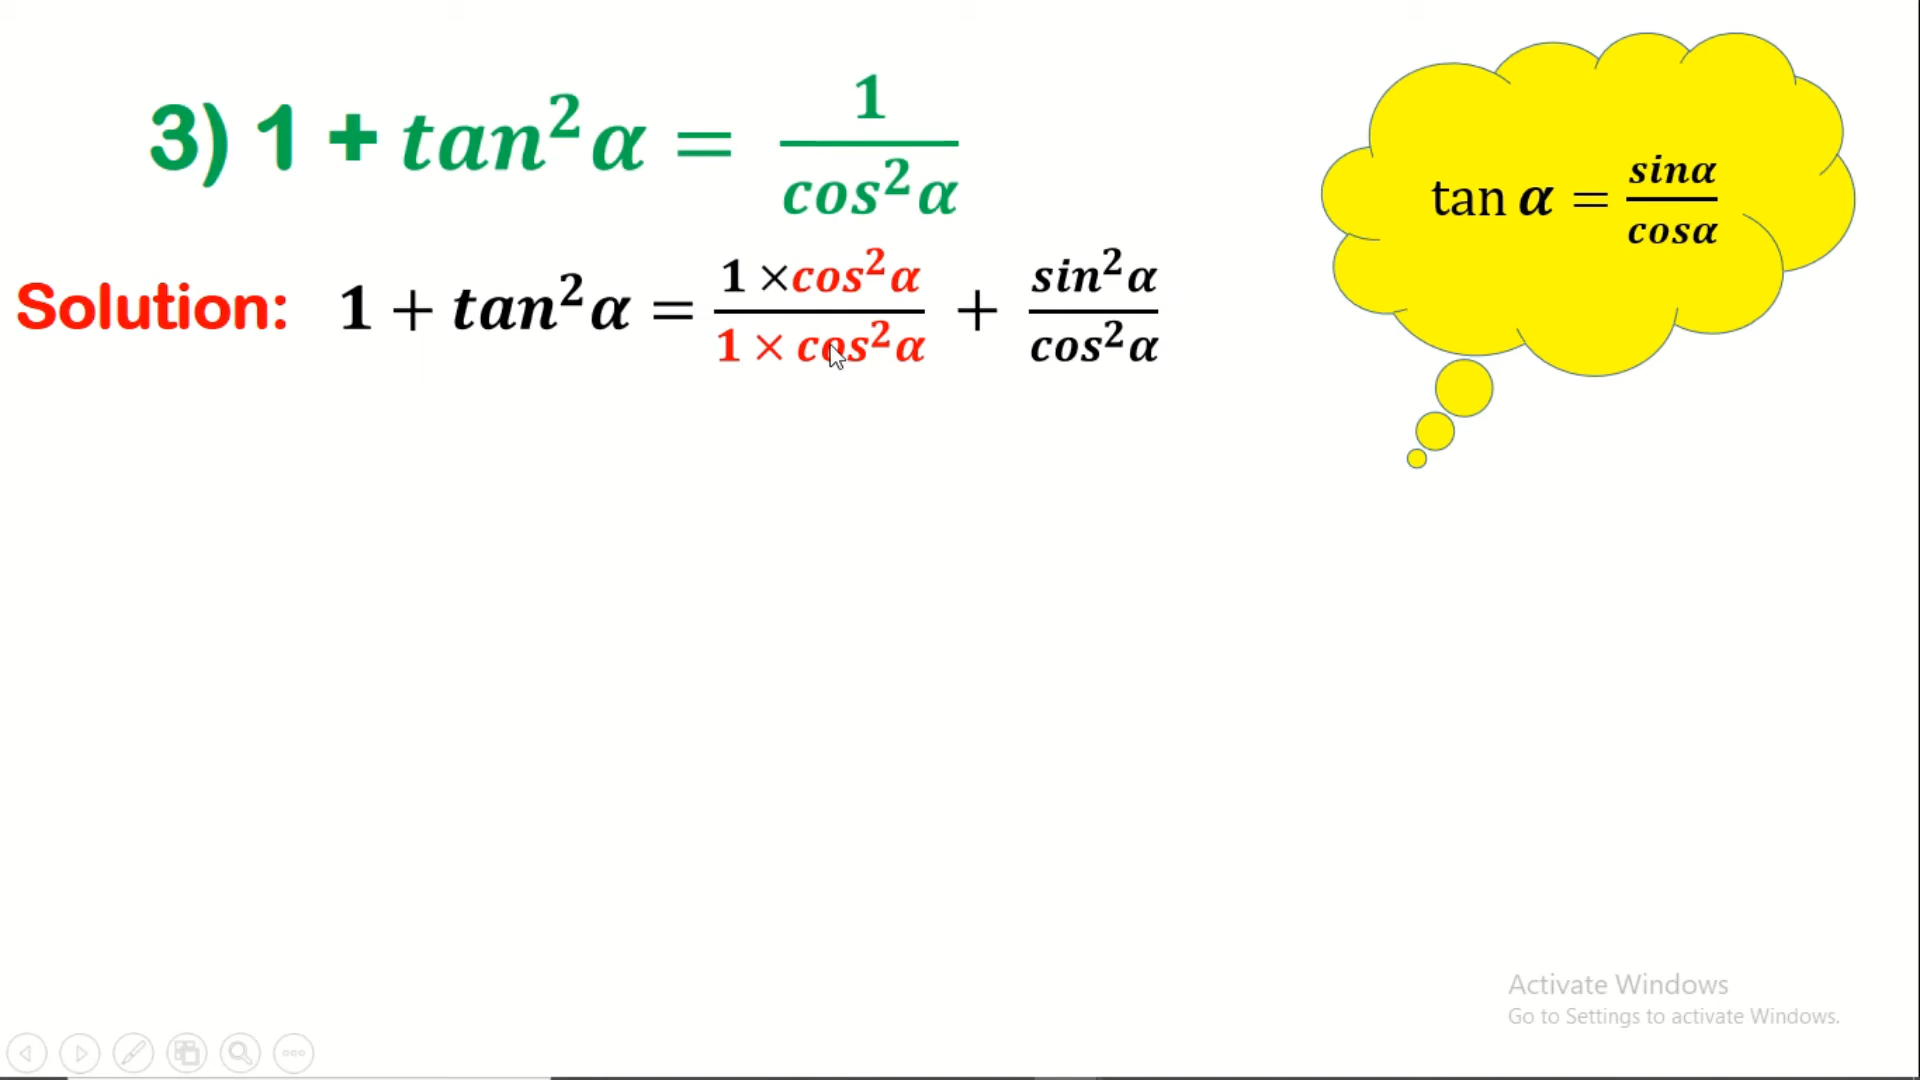 3) 1 + tan²α = 1/cos²α
tan α = sinα/cosα
Solution: 1 + tan²α = 1 ×cos²α/1 × cos²α + sin²α/cos²α
Activate Windows
Go to Settings to activate Windows.